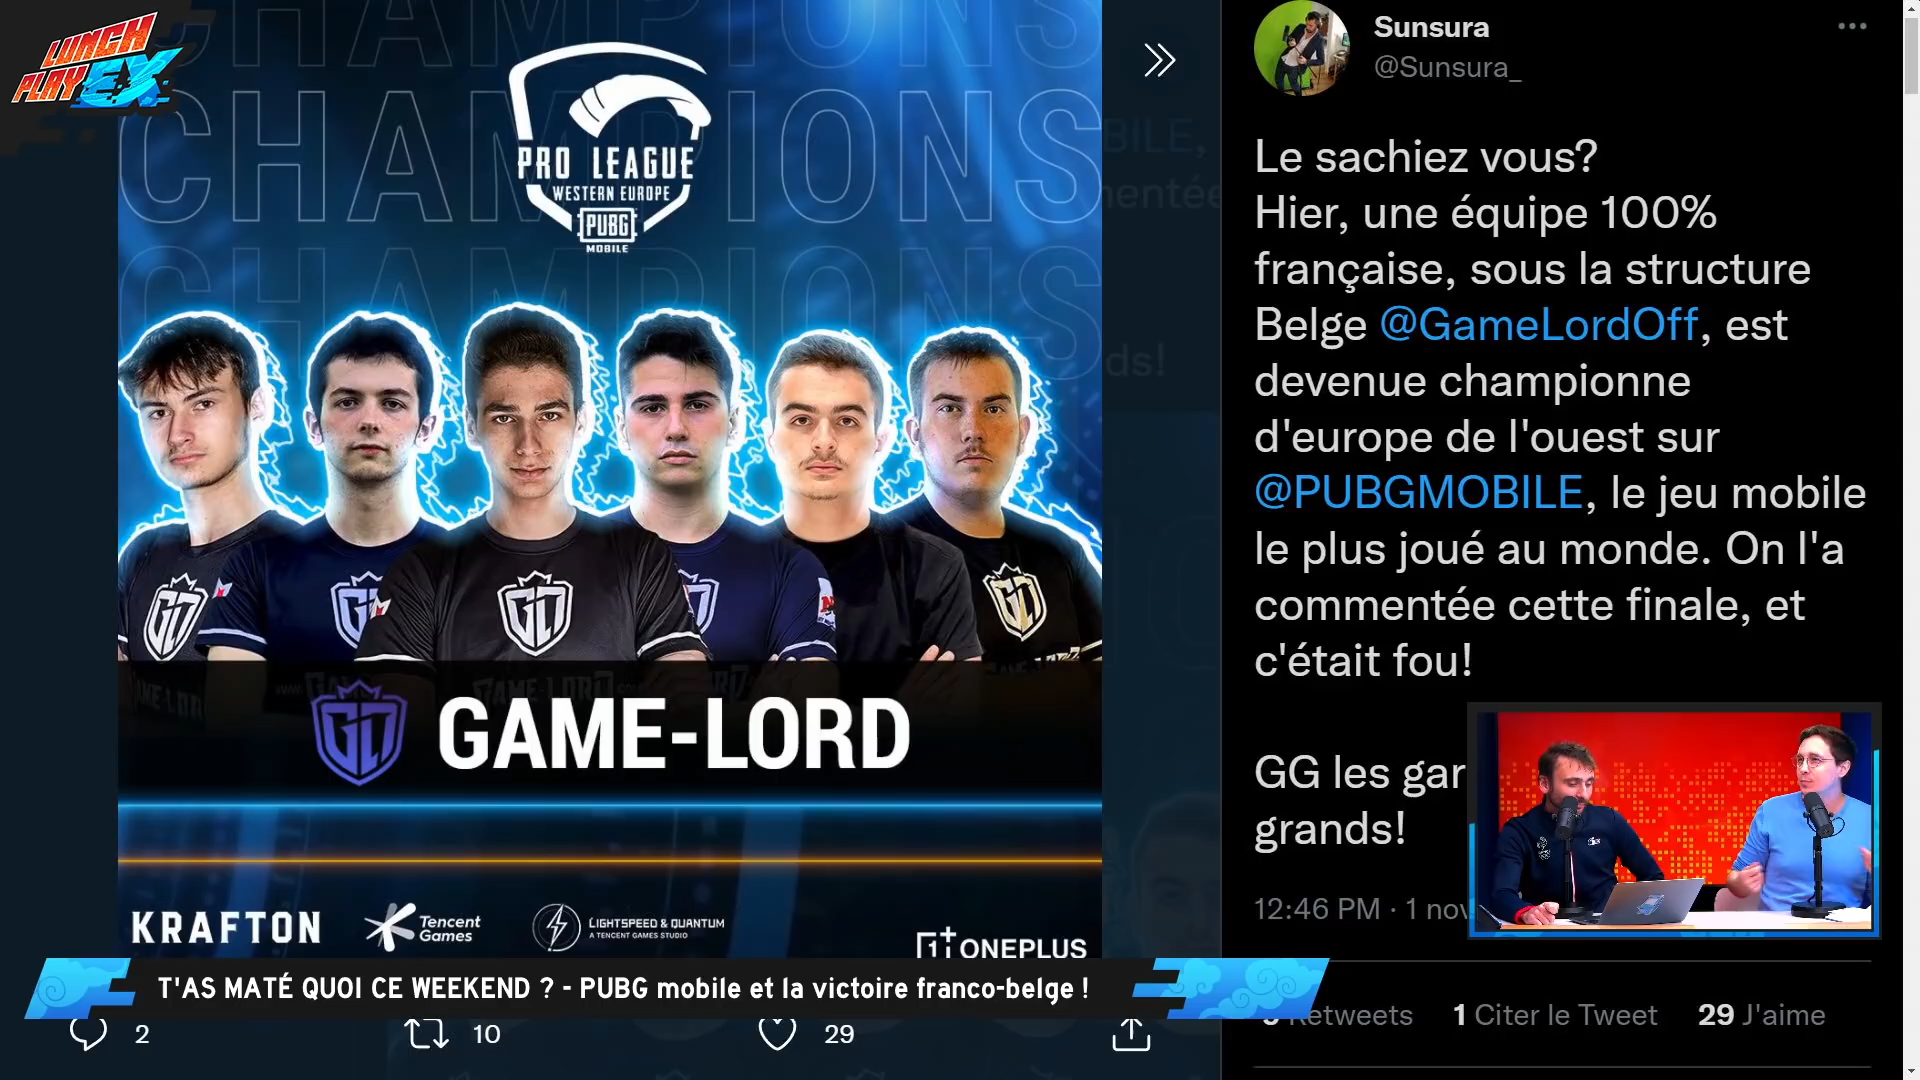 LUNCH
PLAY EX
CHAMPIONS
CHAMPIONS
CHAMPIONS
PRO LEAGUE
WESTERN EUROPE
PUBG
MOBILE
GAME-LORD
KRAFTON
Tencent
Games
LIGHTSPEED & QUANTUM
A TENCENT GAMES STUDIO
ONEPLUS
T'AS MATÉ QUOI CE WEEKEND ? - PUBG mobile et la victoire franco-belge !
2
10
29
Sunsura
@Sunsura_
Le sachiez vous?
Hier, une équipe 100%
française, sous la structure
Belge @GameLordOff, est
devenue championne
d'europe de l'ouest sur
@PUBGMOBILE, le jeu mobile
le plus joué au monde. On l'a
commentée cette finale, et
c'était fou!
GG les gar
grands!
12:46 PM · 1 nov
Retweets 1 Citer le Tweet 29 J'aime